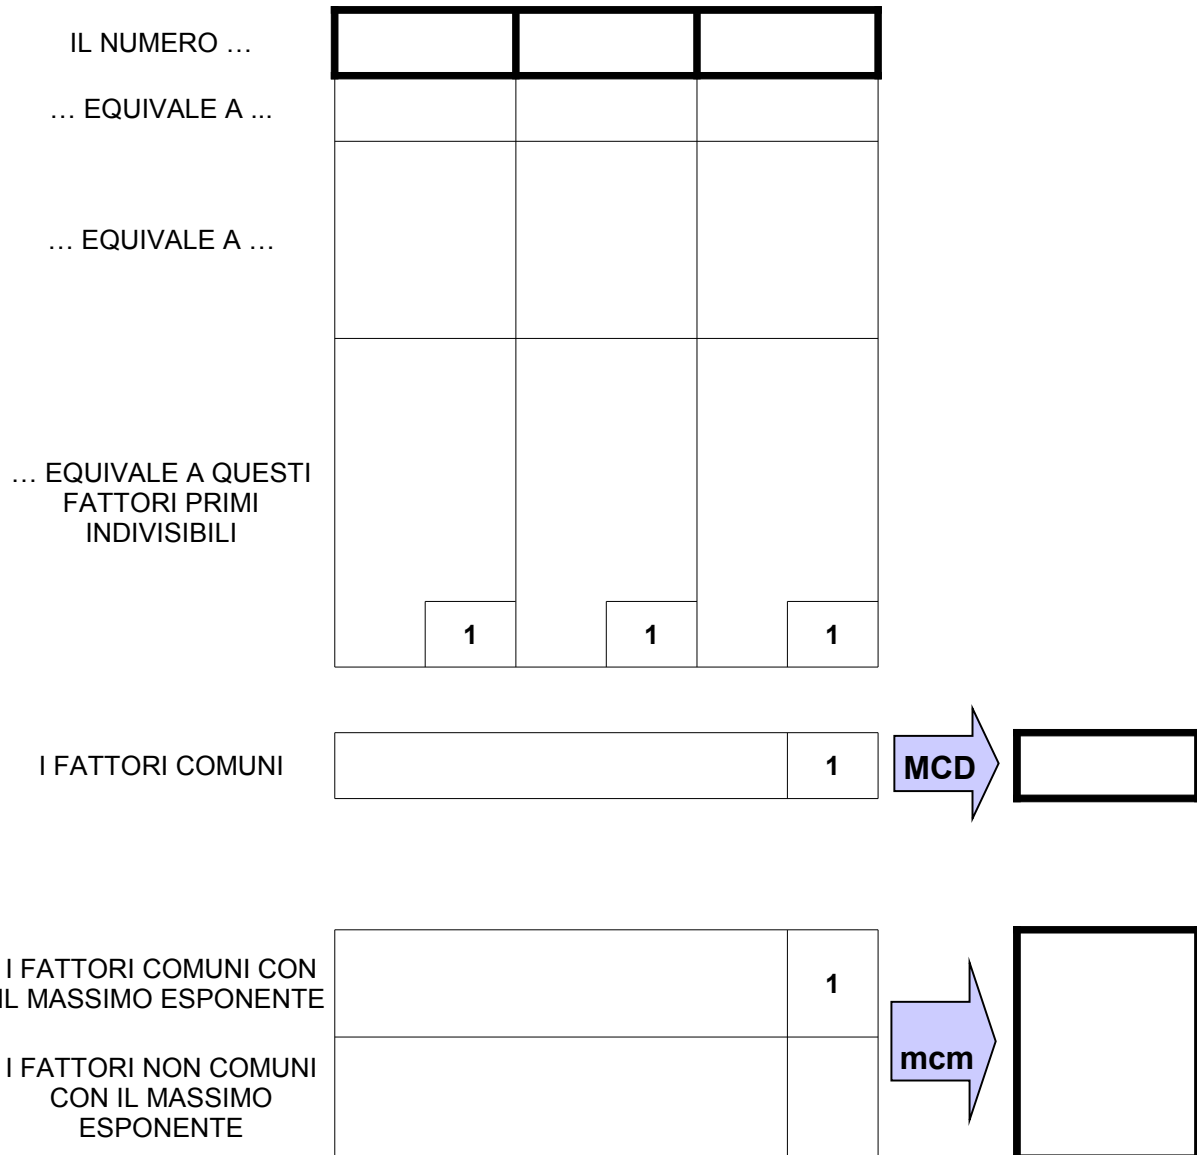 IL NUMERO …
… EQUIVALE A ...
… EQUIVALE A …
… EQUIVALE A QUESTI
FATTORI PRIMI
INDIVISIBILI
1 1 1
I FATTORI COMUNI 1 MCD
I FATTORI COMUNI CON
IL MASSIMO ESPONENTE
1
mcm
I FATTORI NON COMUNI
CON IL MASSIMO
ESPONENTE